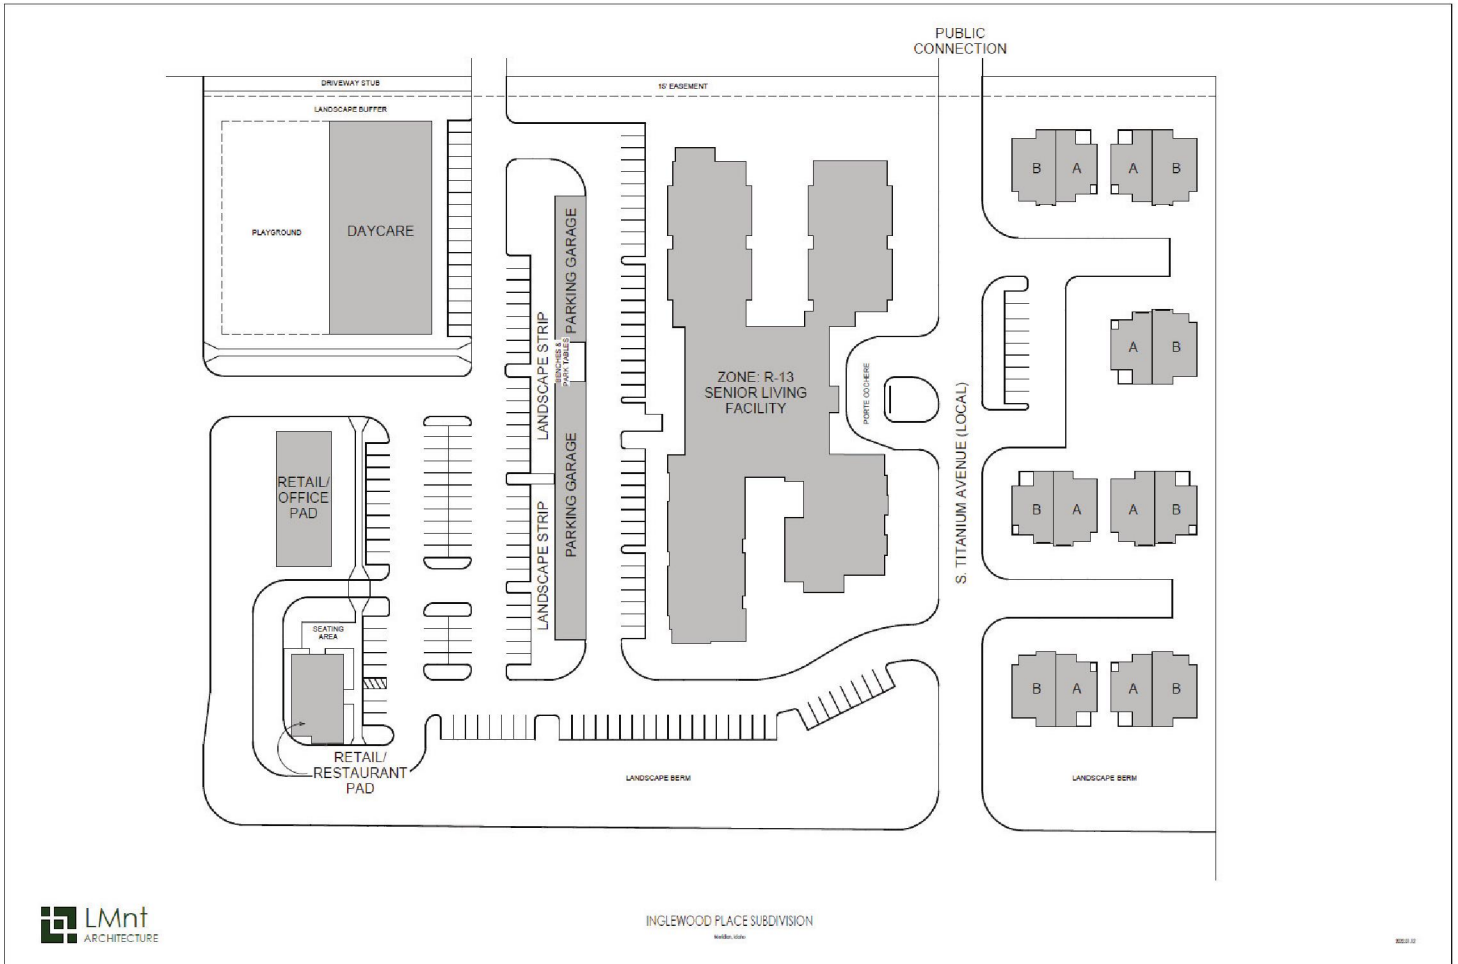 PUBLIC
CONNECTION
DRIVEWAY STUB
15' EASEMENT
LANDSCAPE BUFFER
PLAYGROUND
DAYCARE
PARKING GARAGE
LANDSCAPE STRIP
BENCHES &
PARK TABLES
PARKING GARAGE
LANDSCAPE STRIP
ZONE: R-13
SENIOR LIVING
FACILITY
PORTE COCHERE
S. TITANIUM AVENUE (LOCAL)
B A A B
A B
B A A B
B A A B
RETAIL/
OFFICE
PAD
SEATING
AREA
RETAIL/
RESTAURANT
PAD
LANDSCAPE BERM
LANDSCAPE BERM
LMnt
ARCHITECTURE
INGLEWOOD PLACE SUBDIVISION
Meridian, Idaho